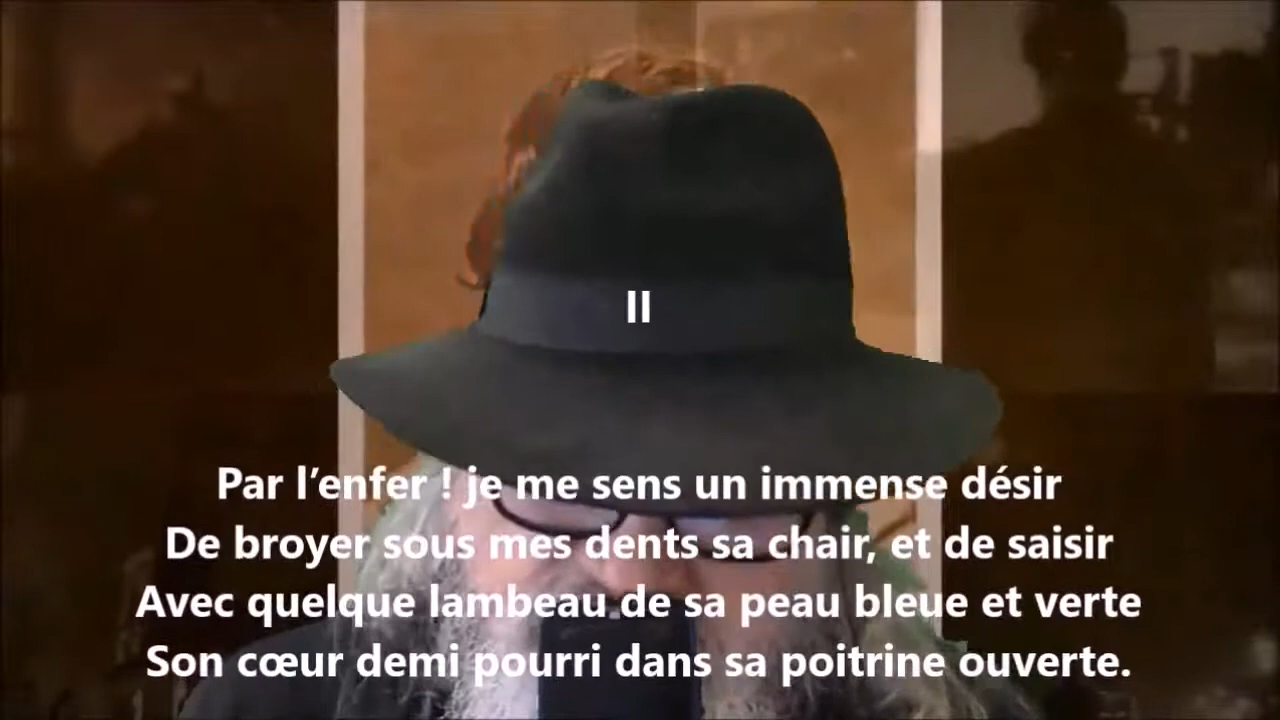 II
Par l’enfer ! je me sens un immense désir
De broyer sous mes dents sa chair, et de saisir
Avec quelque lambeau de sa peau bleue et verte
Son cœur demi pourri dans sa poitrine ouverte.